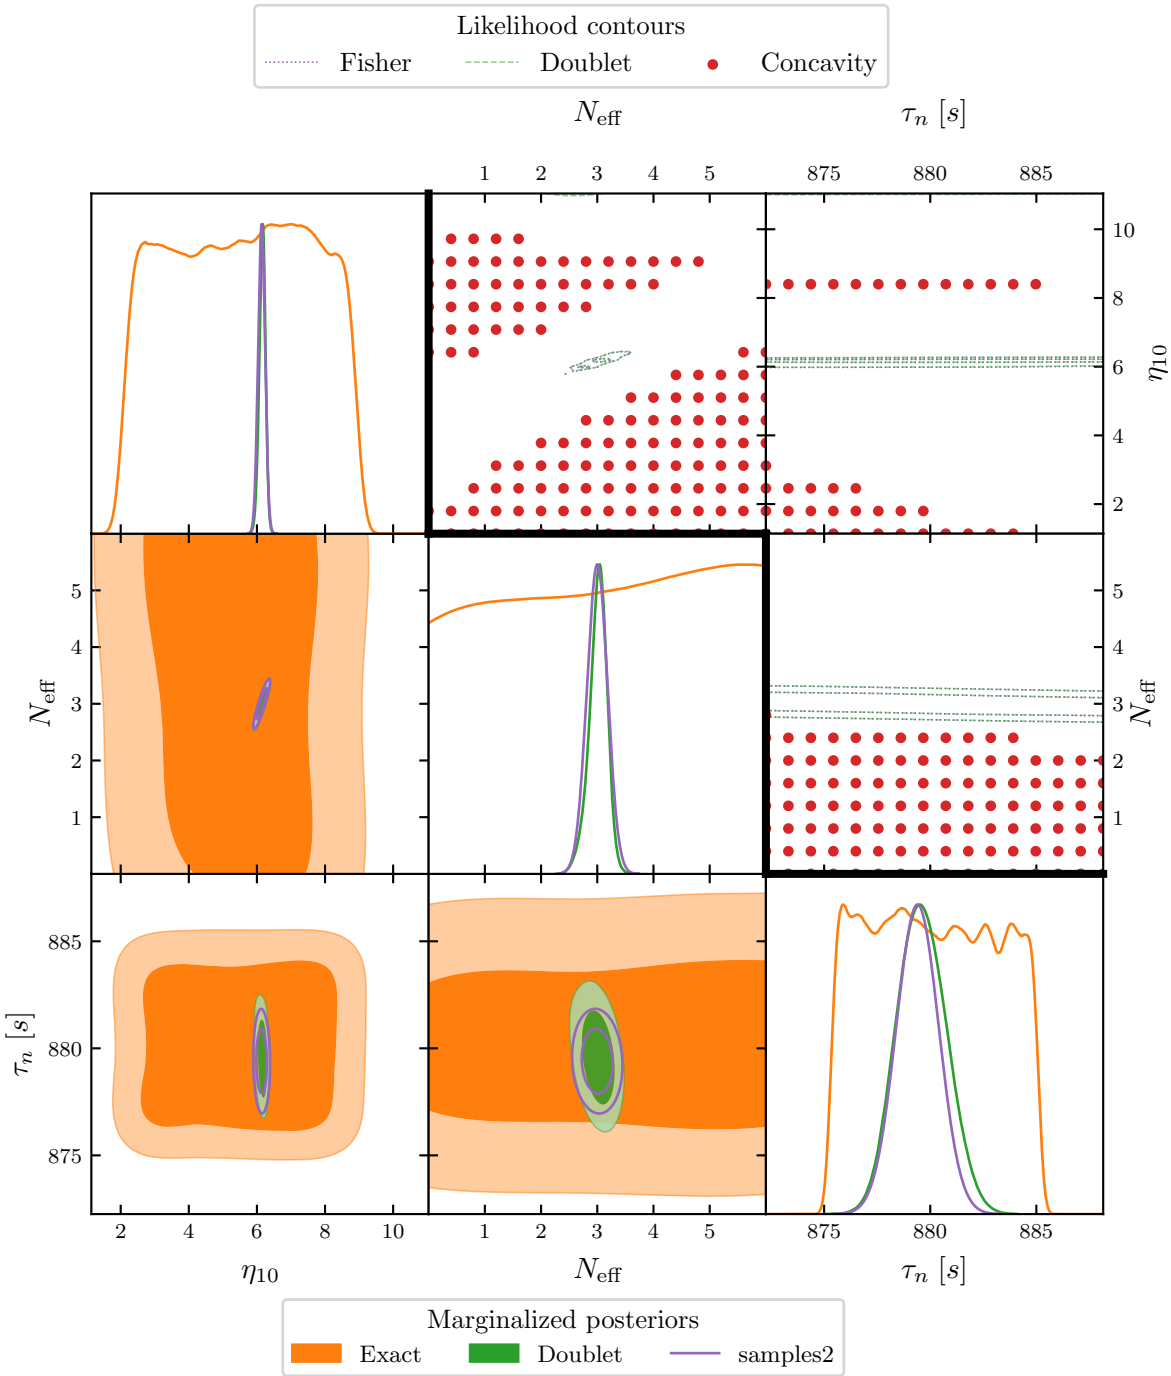 Likelihood contours
Fisher Doublet Concavity
N_eff τ_n [s]
1 2 3 4 5 875 880 885
10
8
6
4
2
η_10
5
4
3
2
1
N_eff
5
4
3
2
1
N_eff
885
880
875
τ_n [s]
2 4 6 8 10 1 2 3 4 5 875 880 885
η_10 N_eff τ_n [s]
Marginalized posteriors
Exact Doublet samples2